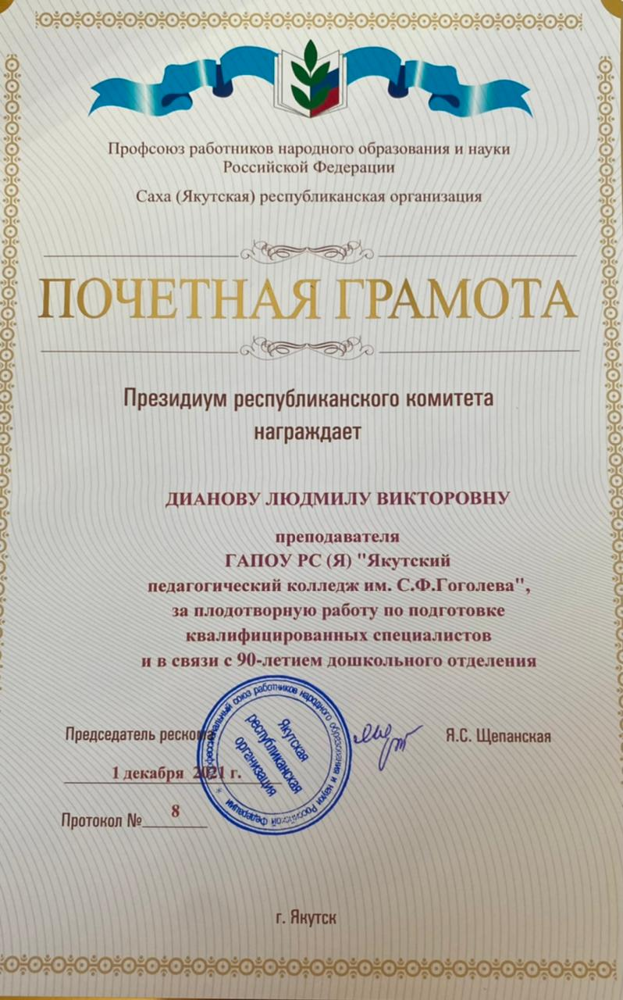 Профсоюз работников народного образования и науки
Российской Федерации
Саха (Якутская) республиканская организация
ПОЧЕТНАЯ ГРАМОТА
Президиум республиканского комитета
награждает
ДИАНОВУ ЛЮДМИЛУ ВИКТОРОВНУ
преподавателя
ГАПОУ РС (Я) "Якутский
педагогический колледж им. С.Ф.Гоголева",
за плодотворную работу по подготовке
квалифицированных специалистов
и в связи с 90-летием дошкольного отделения
Председатель рескома
Я.С. Щепанская
1 декабря 2021 г.
Протокол № 8
Профессиональный союз работников народного образования и науки Российской Федерации
Якутская
республиканская
организация
г. Якутск